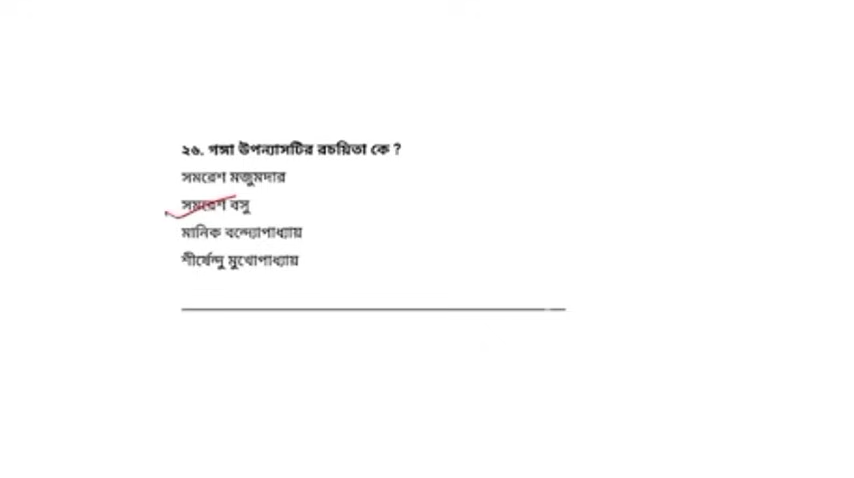 ২৬. গঙ্গা উপন্যাসটির রচয়িতা কে ?
সমরেশ মজুমদার
সমরেশ বসু
মানিক বন্দ্যোপাধ্যায়
শীর্ষেন্দু মুখোপাধ্যায়